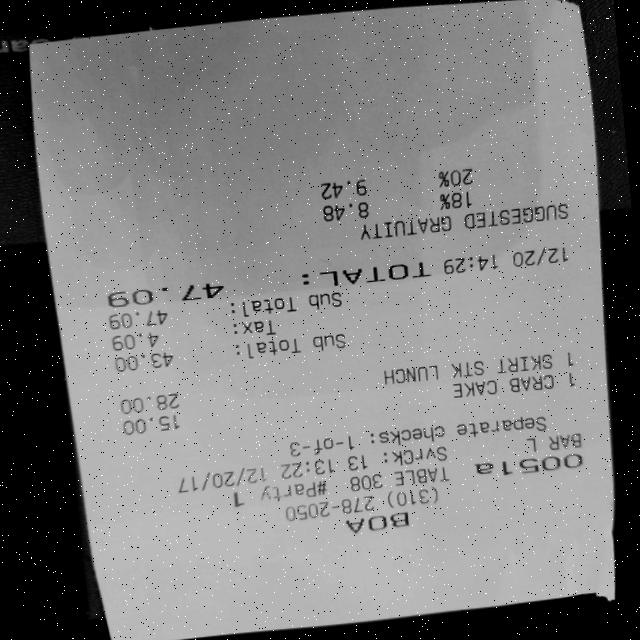 BOA
(310) 278-2050
0051a TABLE 308 #Party 1
BAR L SvrCk: 13 13:22 12/20/17
Separate checks: 1-of-3
1 CRAB CAKE 15.00
1 SKIRT STK LUNCH 28.00
Sub Total: 43.00
Tax: 4.09
Sub Total: 47.09
12/20 14:29 TOTAL: 47.09
SUGGESTED GRATUITY
18% 8.48
20% 9.42